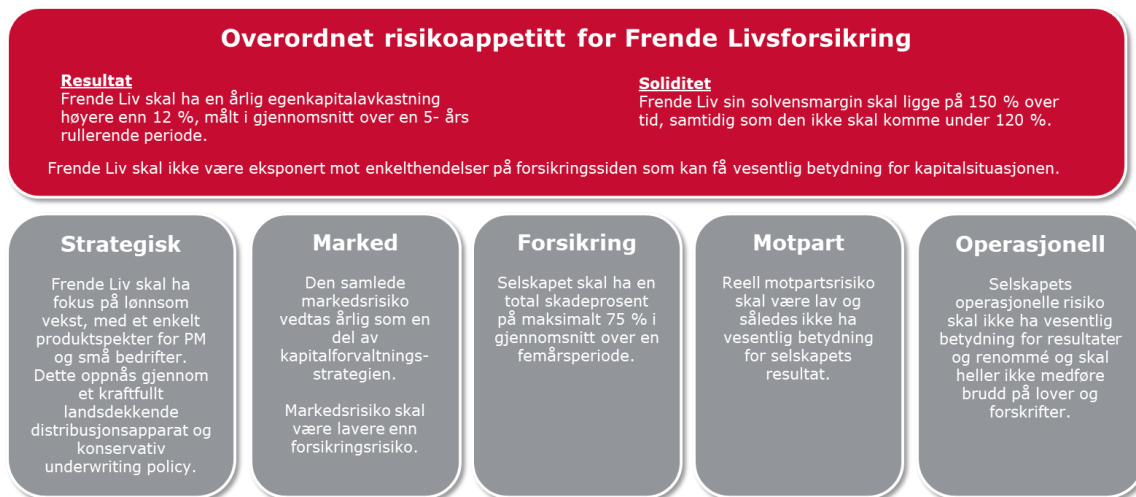 Overordnet risikoappetitt for Frende Livsforsikring
Resultat
Frende Liv skal ha en årlig egenkapitalavkastning
høyere enn 12 %, målt i gjennomsnitt over en 5- års
rullerende periode.
Soliditet
Frende Liv sin solvensmargin skal ligge på 150 % over
tid, samtidig som den ikke skal komme under 120 %.
Frende Liv skal ikke være eksponert mot enkelthendelser på forsikringssiden som kan få vesentlig betydning for kapitalsituasjonen.
Strategisk
Frende Liv skal ha
fokus på lønnsom
vekst, med et enkelt
produktspekter for PM
og små bedrifter.
Dette oppnås gjennom
et kraftfullt
landsdekkende
distribusjonsapparat og
konservativ
underwriting policy.
Marked
Den samlede
markedsrisiko
vedtas årlig som en
del av
kapitalforvaltnings-
strategien.
Markedsrisiko skal
være lavere enn
forsikringsrisiko.
Forsikring
Selskapet skal ha en
total skadeprosent
på maksimalt 75 % i
gjennomsnitt over en
femårsperiode.
Motpart
Reell motpartsrisiko
skal være lav og
således ikke ha
vesentlig betydning
for selskapets
resultat.
Operasjonell
Selskapets
operasjonelle risiko
skal ikke ha vesentlig
betydning for resultater
og renommé og skal
heller ikke medføre
brudd på lover og
forskrifter.